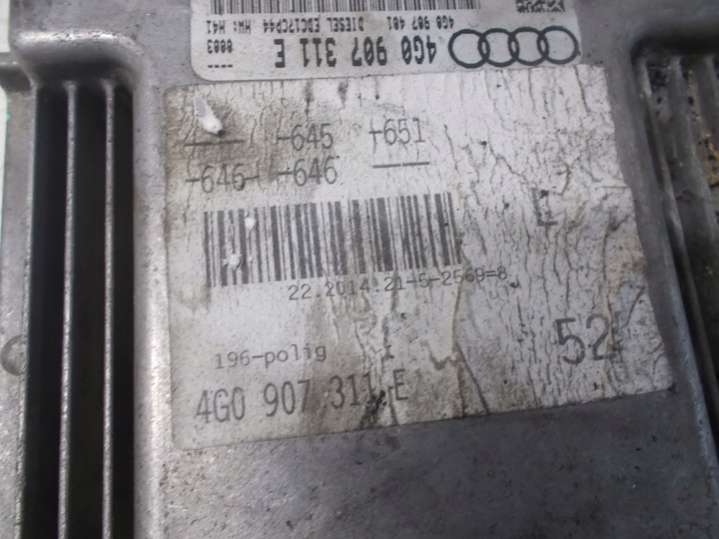 4G0 907 311 E
4G0 907 401
DIESEL EDC17CP44 HW: H41
0003 ---
-645 -651
-646- -646
22.2014.21-5-2569=8
E
52
196-polig
4G0 907 311 E